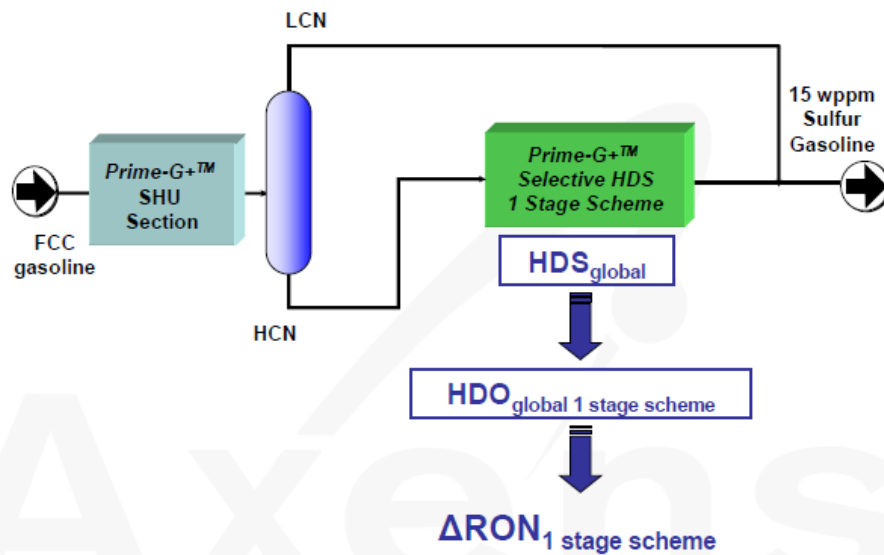 LCN
15 wppm
Sulfur
Gasoline
Prime-G+™
SHU
Section
Prime-G+™
Selective HDS
1 Stage Scheme
FCC
gasoline
HDSglobal
HCN
HDOglobal 1 stage scheme
ΔRON1 stage scheme
Axens